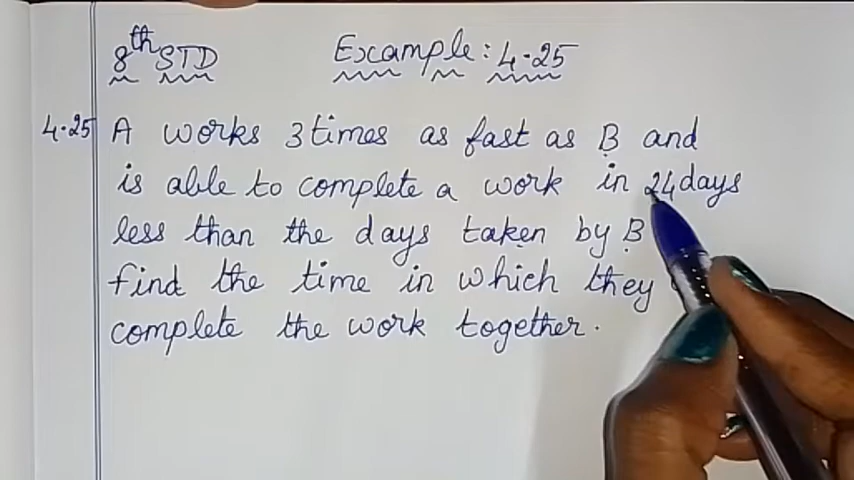 8th STD Example: 4.25
4.25 A works 3 times as fast as B and
is able to complete a work in 24 days
less than the days taken by B
find the time in which they
complete the work together.